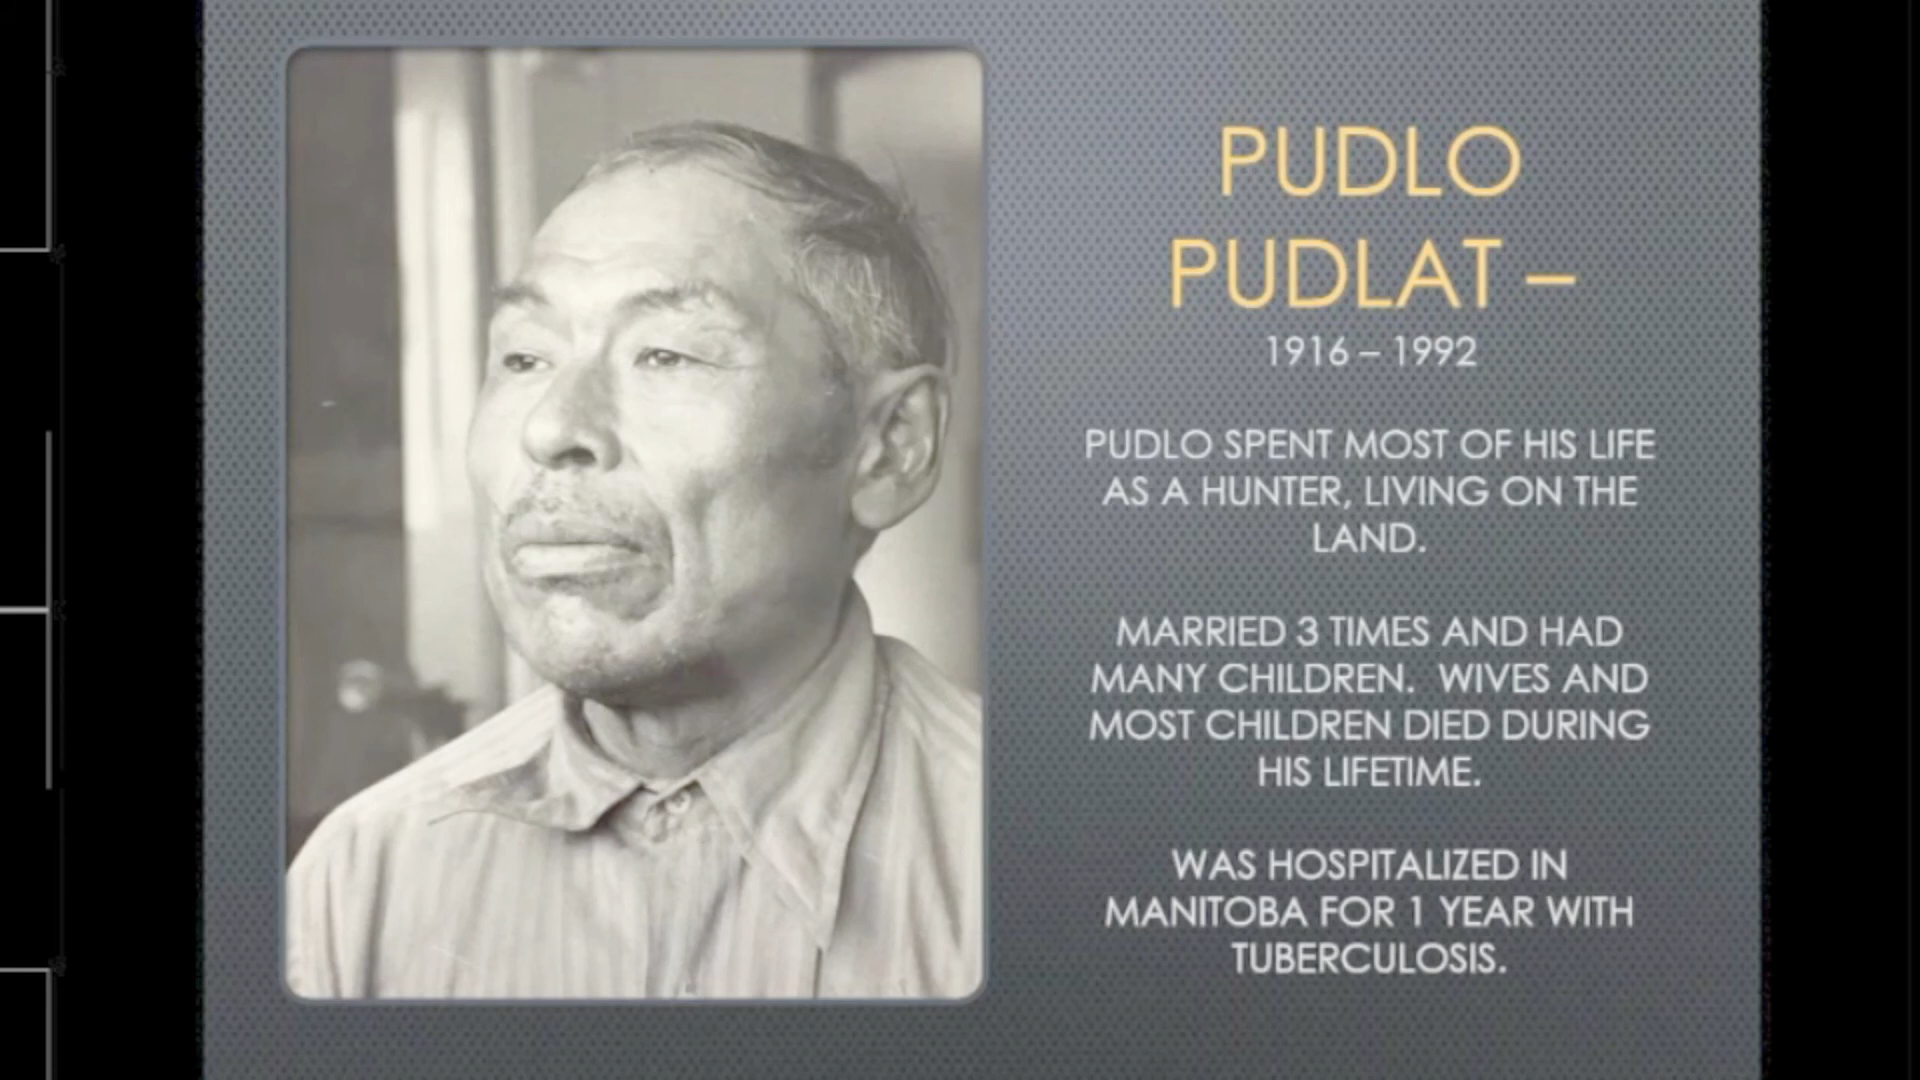 PUDLO
PUDLAT –
1916 – 1992
PUDLO SPENT MOST OF HIS LIFE
AS A HUNTER, LIVING ON THE
LAND.
MARRIED 3 TIMES AND HAD
MANY CHILDREN.  WIVES AND
MOST CHILDREN DIED DURING
HIS LIFETIME.
WAS HOSPITALIZED IN
MANITOBA FOR 1 YEAR WITH
TUBERCULOSIS.